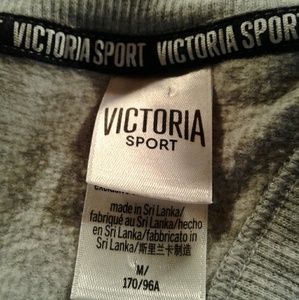 VICTORIA SPORT VICTORIA SPORT
VICTORIA
SPORT
made in Sri Lanka/
fabriqué au Sri Lanka/hecho
en Sri Lanka/fabbricato in
Sri Lanka/斯里兰卡制造
M/
170/96A